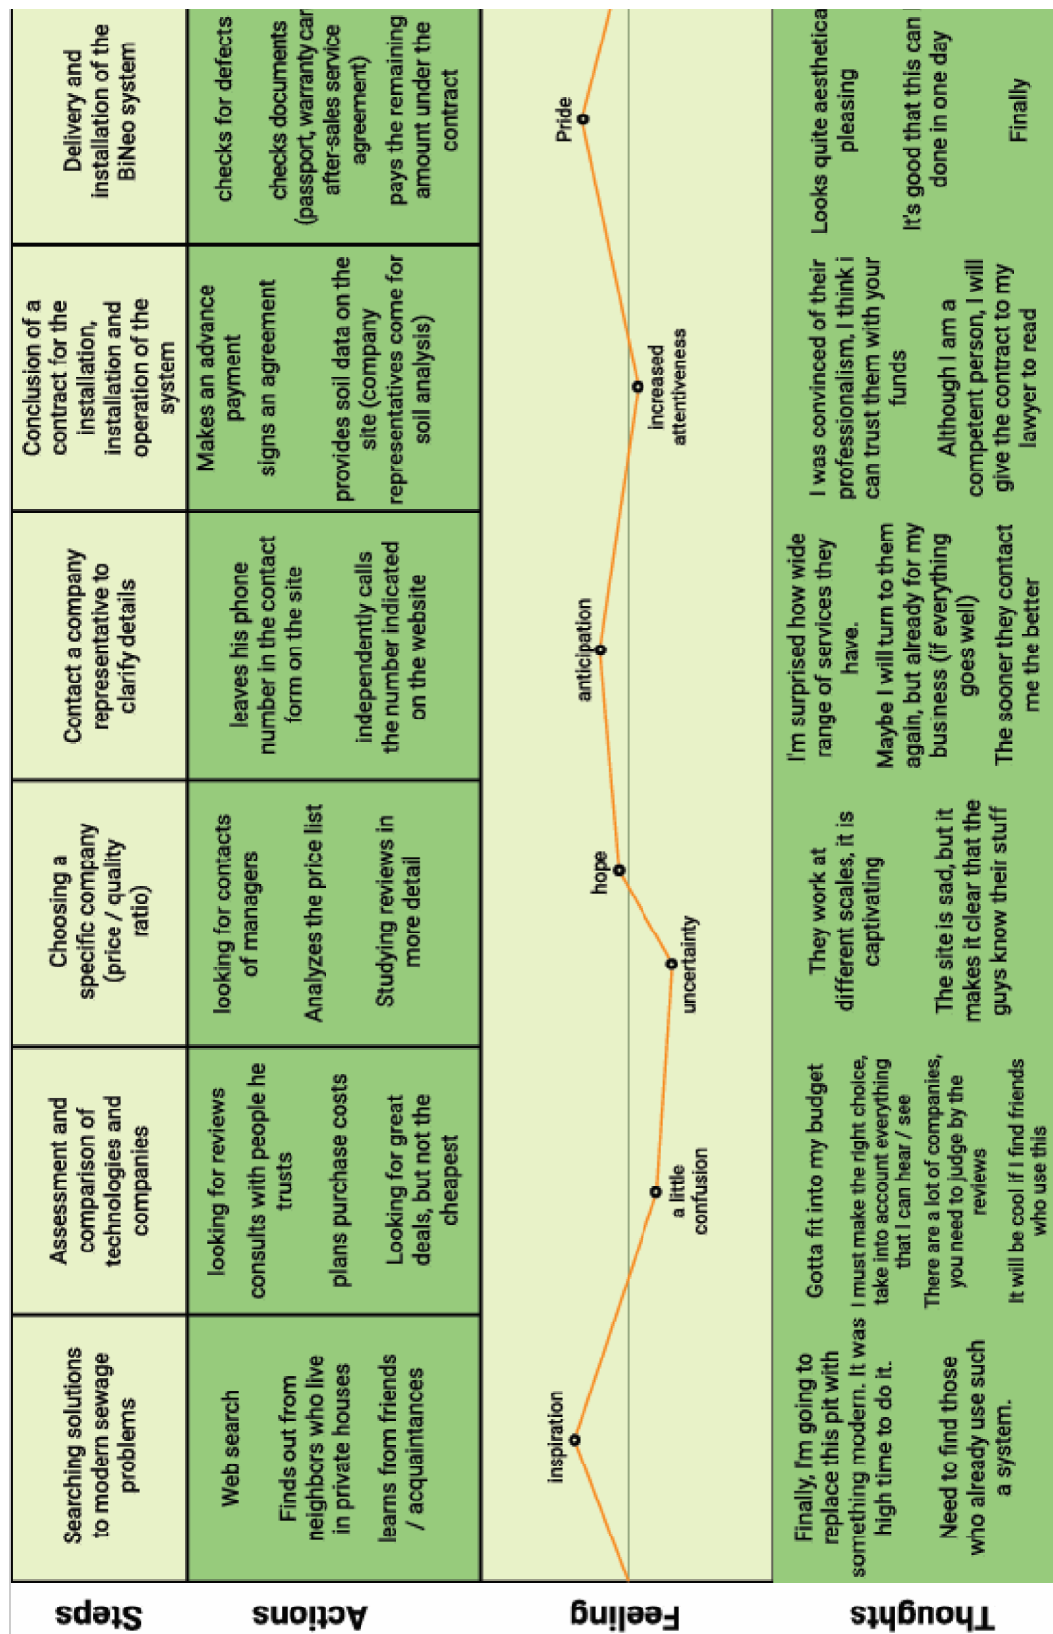 Steps
Searching solutions
to modern sewage
problems
Assessment and
comparison of
technologies and
companies
Choosing a
specific company
(price / quality
ratio)
Contact a company
representative to
clarify details
Conclusion of a
contract for the
installation,
installation and
operation of the
system
Delivery and
installation of the
BiNeo system
Actions
Web search
Finds out from
neighbors who live
in private houses
learns from friends
/ acquaintances
looking for reviews
consults with people he
trusts
plans purchase costs
Looking for great
deals, but not the
cheapest
looking for contacts
of managers
Analyzes the price list
Studying reviews in
more detail
leaves his phone
number in the contact
form on the site
independently calls
the number indicated
on the website
Makes an advance
payment
signs an agreement
provides soil data on the
site (company
representatives come for
soil analysis)
checks for defects
checks documents
(passport, warranty car
after-sales service
agreement)
pays the remaining
amount under the
contract
Feeling
inspiration
a little
confusion
uncertainty
hope
anticipation
increased
attentiveness
Pride
Thoughts
Finally, I'm going to
replace this pit with
something modern. It was
high time to do it.
Need to find those
who already use such
a system.
Gotta fit into my budget
I must make the right choice,
take into account everything
that I can hear / see
There are a lot of companies,
you need to judge by the
reviews
It will be cool if I find friends
who use this
They work at
different scales, it is
captivating
The site is sad, but it
makes it clear that the
guys know their stuff
I'm surprised how wide
range of services they
have.
Maybe I will turn to them
again, but already for my
business (if everything
goes well)
The sooner they contact
me the better
I was convinced of their
professionalism, I think i
can trust them with your
funds
Although I am a
competent person, I will
give the contract to my
lawyer to read
Looks quite aesthetica
pleasing
It's good that this can
done in one day
Finally